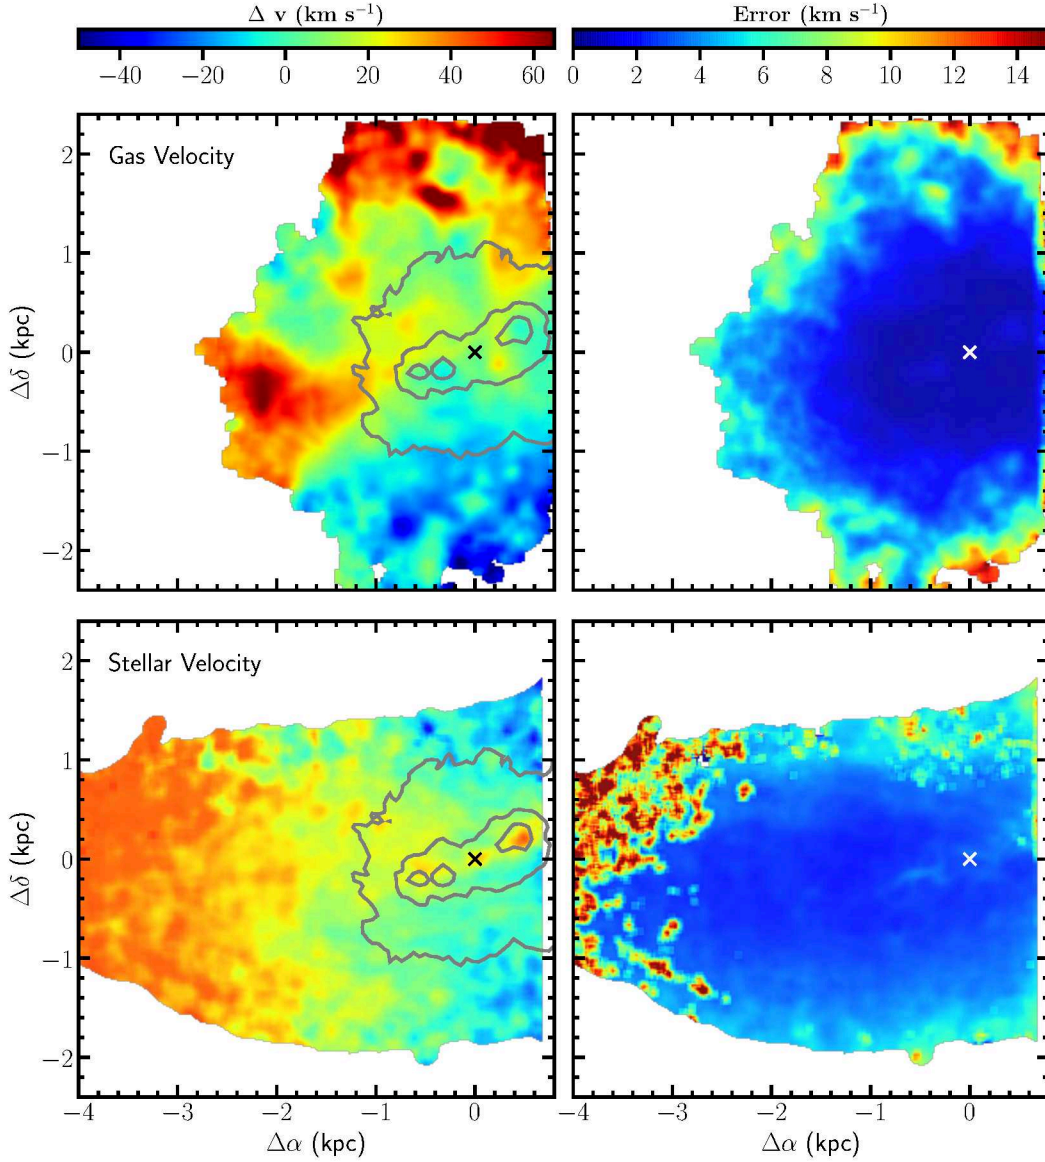 Δ v (km s⁻¹) Error (km s⁻¹)
−40 −20 0 20 40 60 0 2 4 6 8 10 12 14
Gas Velocity
2
1
0
−1
−2
Δδ (kpc)
Stellar Velocity
2
1
0
−1
−2
Δδ (kpc)
−4 −3 −2 −1 0 −4 −3 −2 −1 0
Δα (kpc) Δα (kpc)